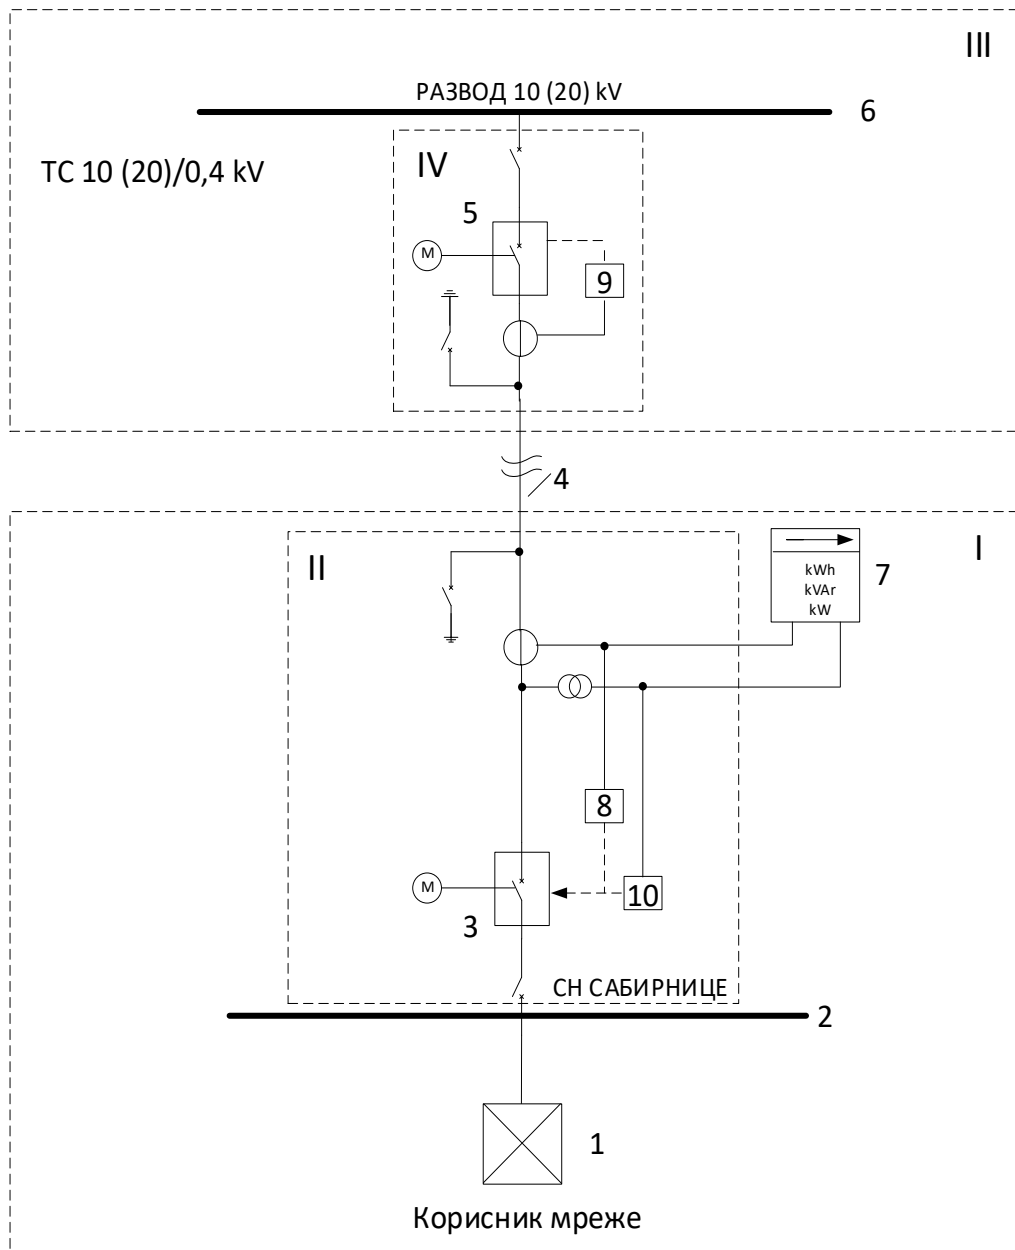 III
РАЗВОД 10 (20) kV
6
ТС 10 (20)/0,4 kV
IV
5
M
9
4
I
II
kWh
kVAr
kW
7
8
M
10
3
СН САБИРНИЦЕ
2
1
Корисник мреже